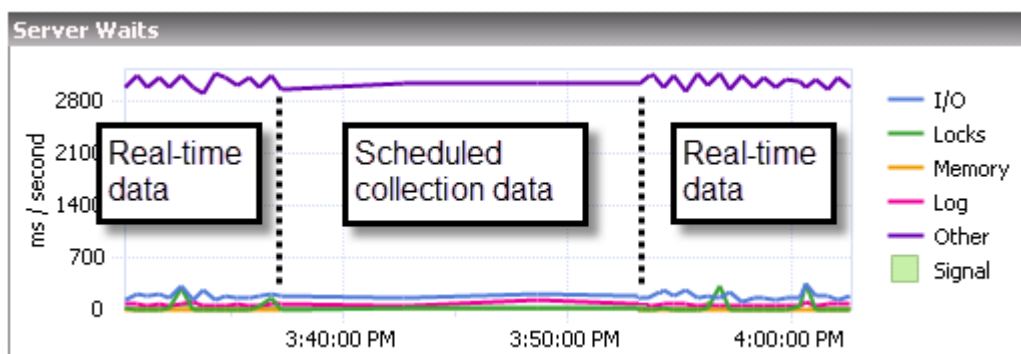 Server Waits
2800
2100
1400
700
0
ms / second
Real-time
data
Scheduled
collection data
Real-time
data
3:40:00 PM
3:50:00 PM
4:00:00 PM
I/O
Locks
Memory
Log
Other
Signal